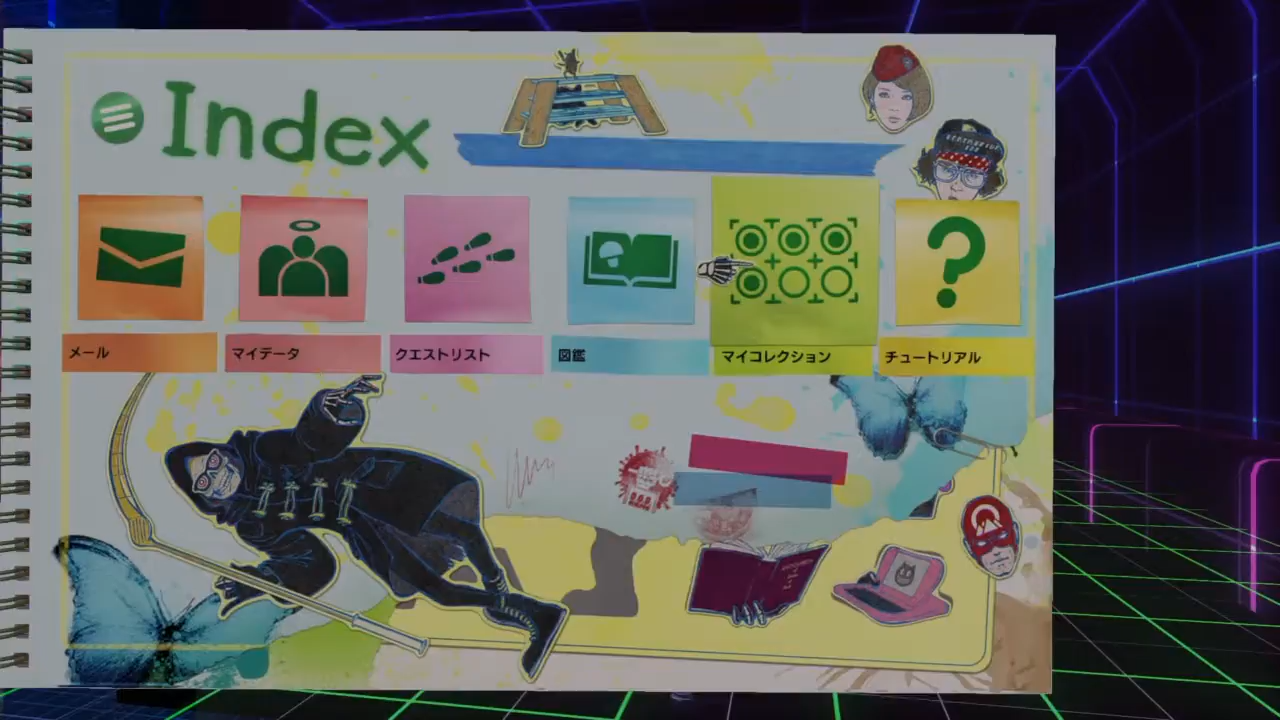 Index
メール
マイデータ
クエストリスト
図鑑
マイコレクション
チュートリアル